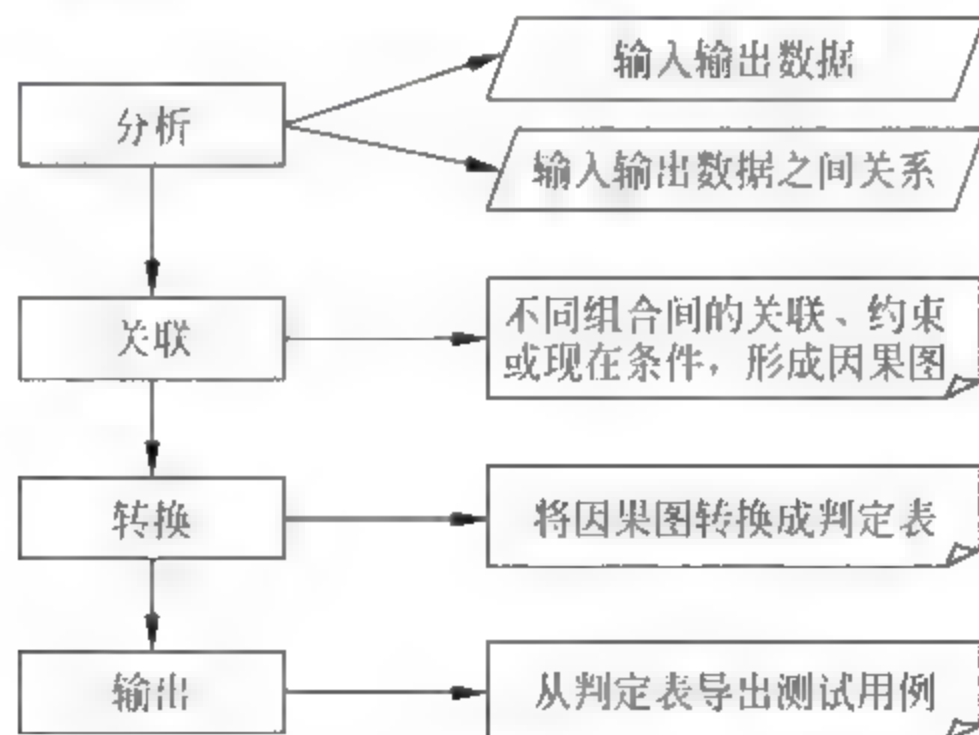 分析
输入输出数据
输入输出数据之间关系
关联
不同组合间的关联、约束
或现在条件，形成因果图
转换
将因果图转换成判定表
输出
从判定表导出测试用例